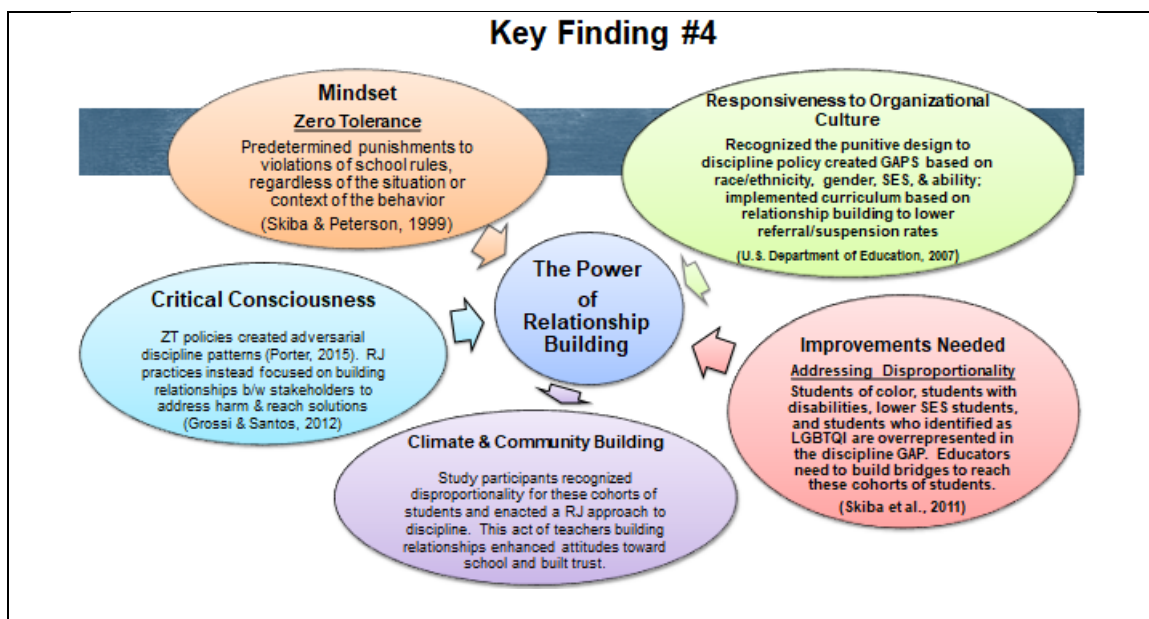 Key Finding #4
Mindset
Zero Tolerance
Predetermined punishments to
violations of school rules,
regardless of the situation or
context of the behavior
(Skiba & Peterson, 1999)
Responsiveness to Organizational
Culture
Recognized the punitive design to
discipline policy created GAPS based on
race/ethnicity, gender, SES, & ability;
implemented curriculum based on
relationship building to lower
referral/suspension rates
(U.S. Department of Education, 2007)
The Power
of
Relationship
Building
Critical Consciousness
ZT policies created adversarial
discipline patterns (Porter, 2015). RJ
practices instead focused on building
relationships b/w stakeholders to
address harm & reach solutions
(Grossi & Santos, 2012)
Improvements Needed
Addressing Disproportionality
Students of color, students with
disabilities, lower SES students,
and students who identified as
LGBTQI are overrepresented in
the discipline GAP. Educators
need to build bridges to reach
these cohorts of students.
(Skiba et al., 2011)
Climate & Community Building
Study participants recognized
disproportionality for these cohorts of
students and enacted a RJ approach to
discipline. This act of teachers building
relationships enhanced attitudes toward
school and built trust.